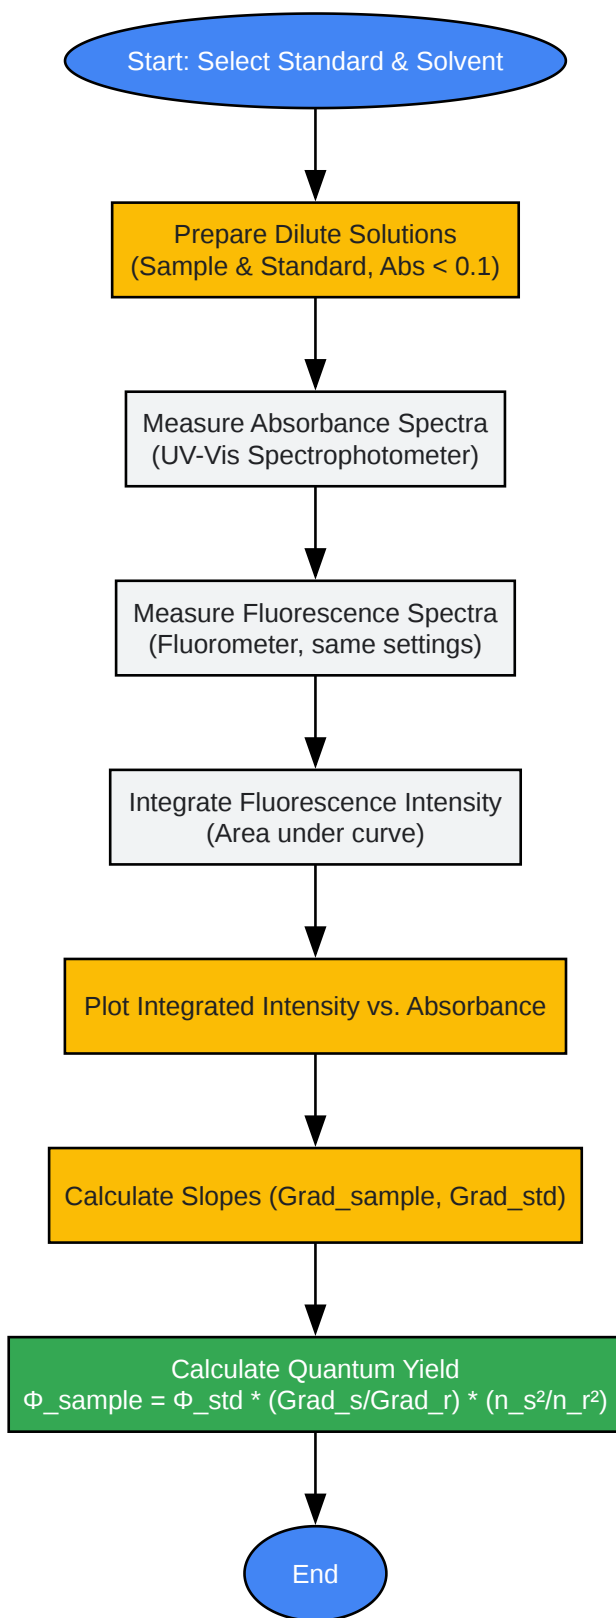 Start: Select Standard & Solvent
Prepare Dilute Solutions
(Sample & Standard, Abs < 0.1)
Measure Absorbance Spectra
(UV-Vis Spectrophotometer)
Measure Fluorescence Spectra
(Fluorometer, same settings)
Integrate Fluorescence Intensity
(Area under curve)
Plot Integrated Intensity vs. Absorbance
Calculate Slopes (Grad_sample, Grad_std)
Calculate Quantum Yield
Φ_sample = Φ_std * (Grad_s/Grad_r) * (n_s²/n_r²)
End